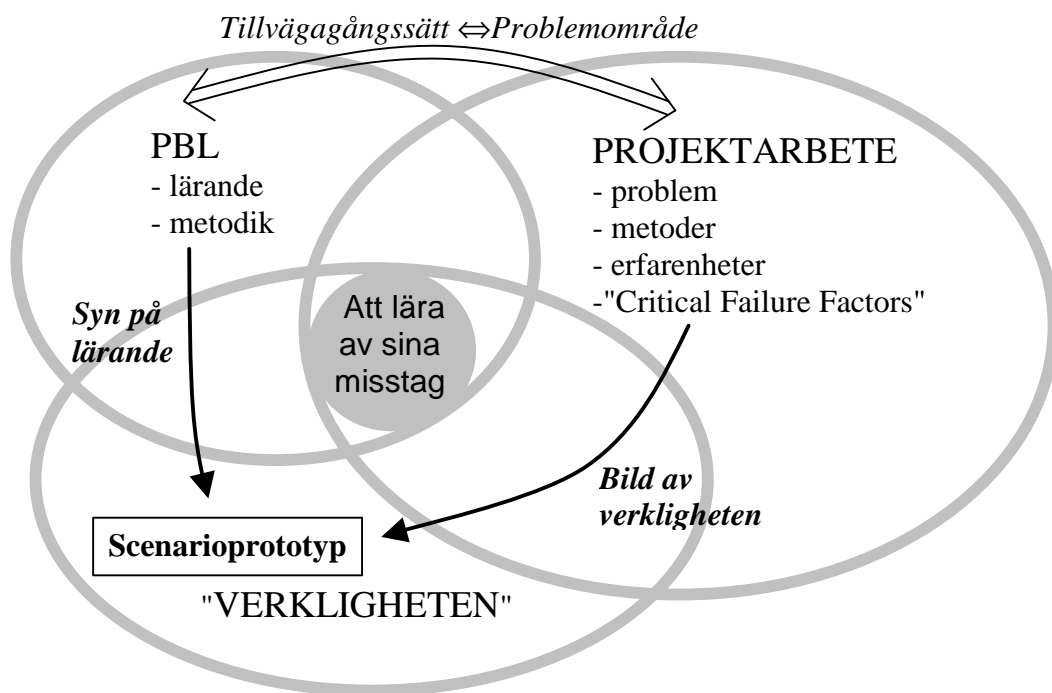 Tillvägagångssätt ⇔Problemområde
PBL
- lärande
- metodik
PROJEKTARBETE
- problem
- metoder
- erfarenheter
-"Critical Failure Factors"
Syn på
lärande
Att lära
av sina
misstag
Bild av
verkligheten
Scenarioprototyp
"VERKLIGHETEN"